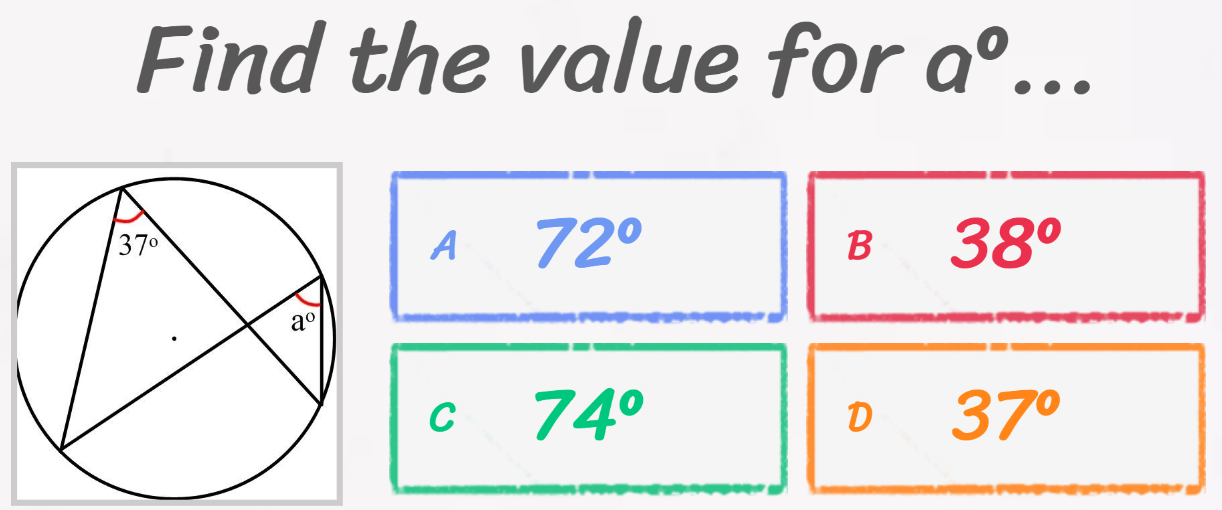 Find the value for aº...
37º
aº
A 72º
B 38º
C 74º
D 37º